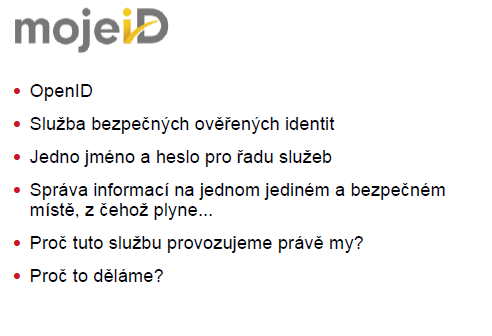 mojeiD
• OpenID
• Služba bezpečných ověřených identit
• Jedno jméno a heslo pro řadu služeb
• Správa informací na jednom jediném a bezpečném
místě, z čehož plyne...
• Proč tuto službu provozujeme právě my?
• Proč to děláme?